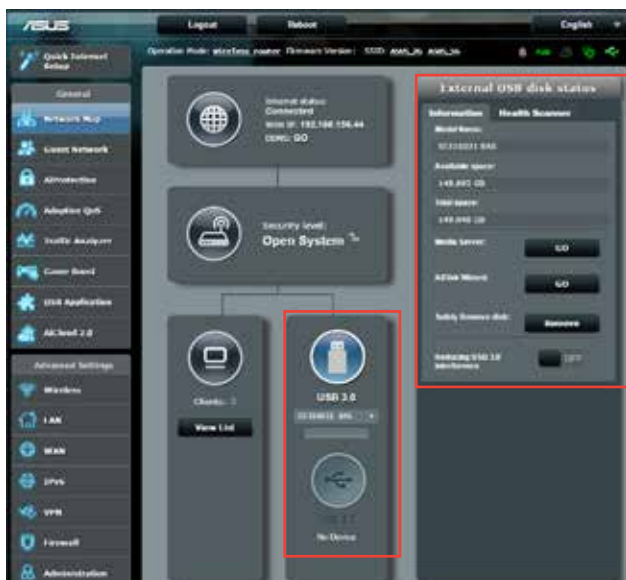 ASUS
Logout
Reboot
English
Quick Internet Setup
Operation Mode: Wireless router Firmware Version: SSID:
General
Network Map
Guest Network
AiProtection
Adaptive QoS
Traffic Analyzer
Game Boost
USB Application
AiCloud 2.0
Advanced Settings
Wireless
LAN
WAN
IPv6
VPN
Firewall
Administration
Internet status:
Connected
WAN IP: 192.168.156.44
DDNS: GO
Security level:
Open System
Clients:
View List
USB 3.0
No Device
External USB disk status
Information
Health Scanner
Model Name:
Available space:
Total space:
Media Server:
GO
AiDisk Wizard:
GO
Safely Remove disk:
Remove
Reducing USB 3.0
interference
OFF